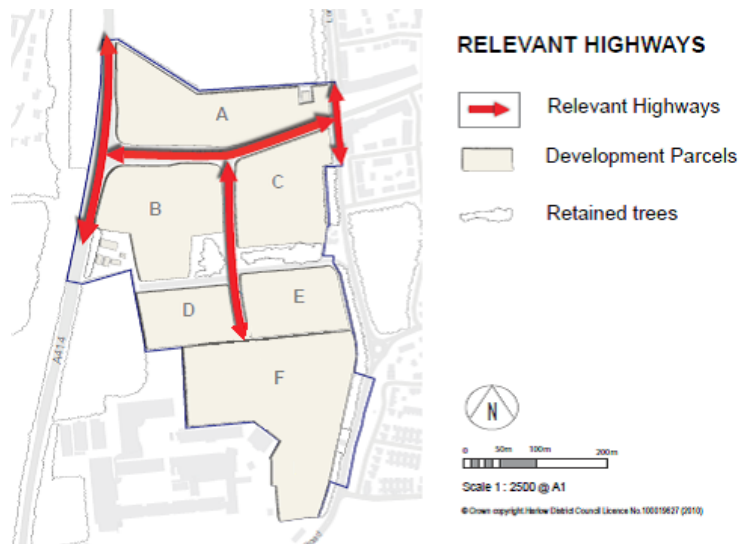 RELEVANT HIGHWAYS
Relevant Highways
Development Parcels
Retained trees
A
B
C
D
E
F
A414
N
0 50m 100m 200m
Scale 1 : 2500 @ A1
© Crown copyright Harlow District Council Licence No.100019627 (2010)